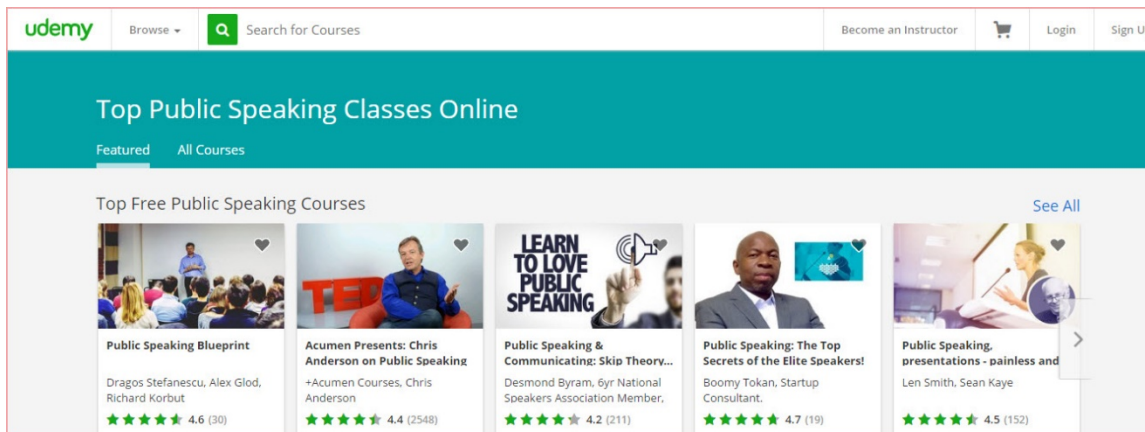 udemy
Browse
Search for Courses
Become an Instructor
Login
Sign U
Top Public Speaking Classes Online
Featured
All Courses
Top Free Public Speaking Courses
See All
TED
LEARN
TO LOVE
PUBLIC
SPEAKING
Public Speaking Blueprint
Dragos Stefanescu, Alex Glod,
Richard Korbut
4.6 (30)
Acumen Presents: Chris
Anderson on Public Speaking
+Acumen Courses, Chris
Anderson
4.4 (2548)
Public Speaking &
Communicating: Skip Theory...
Desmond Byram, 6yr National
Speakers Association Member,
4.2 (211)
Public Speaking: The Top
Secrets of the Elite Speakers!
Boomy Tokan, Startup
Consultant.
4.7 (19)
Public Speaking,
presentations - painless and
Len Smith, Sean Kaye
4.5 (152)